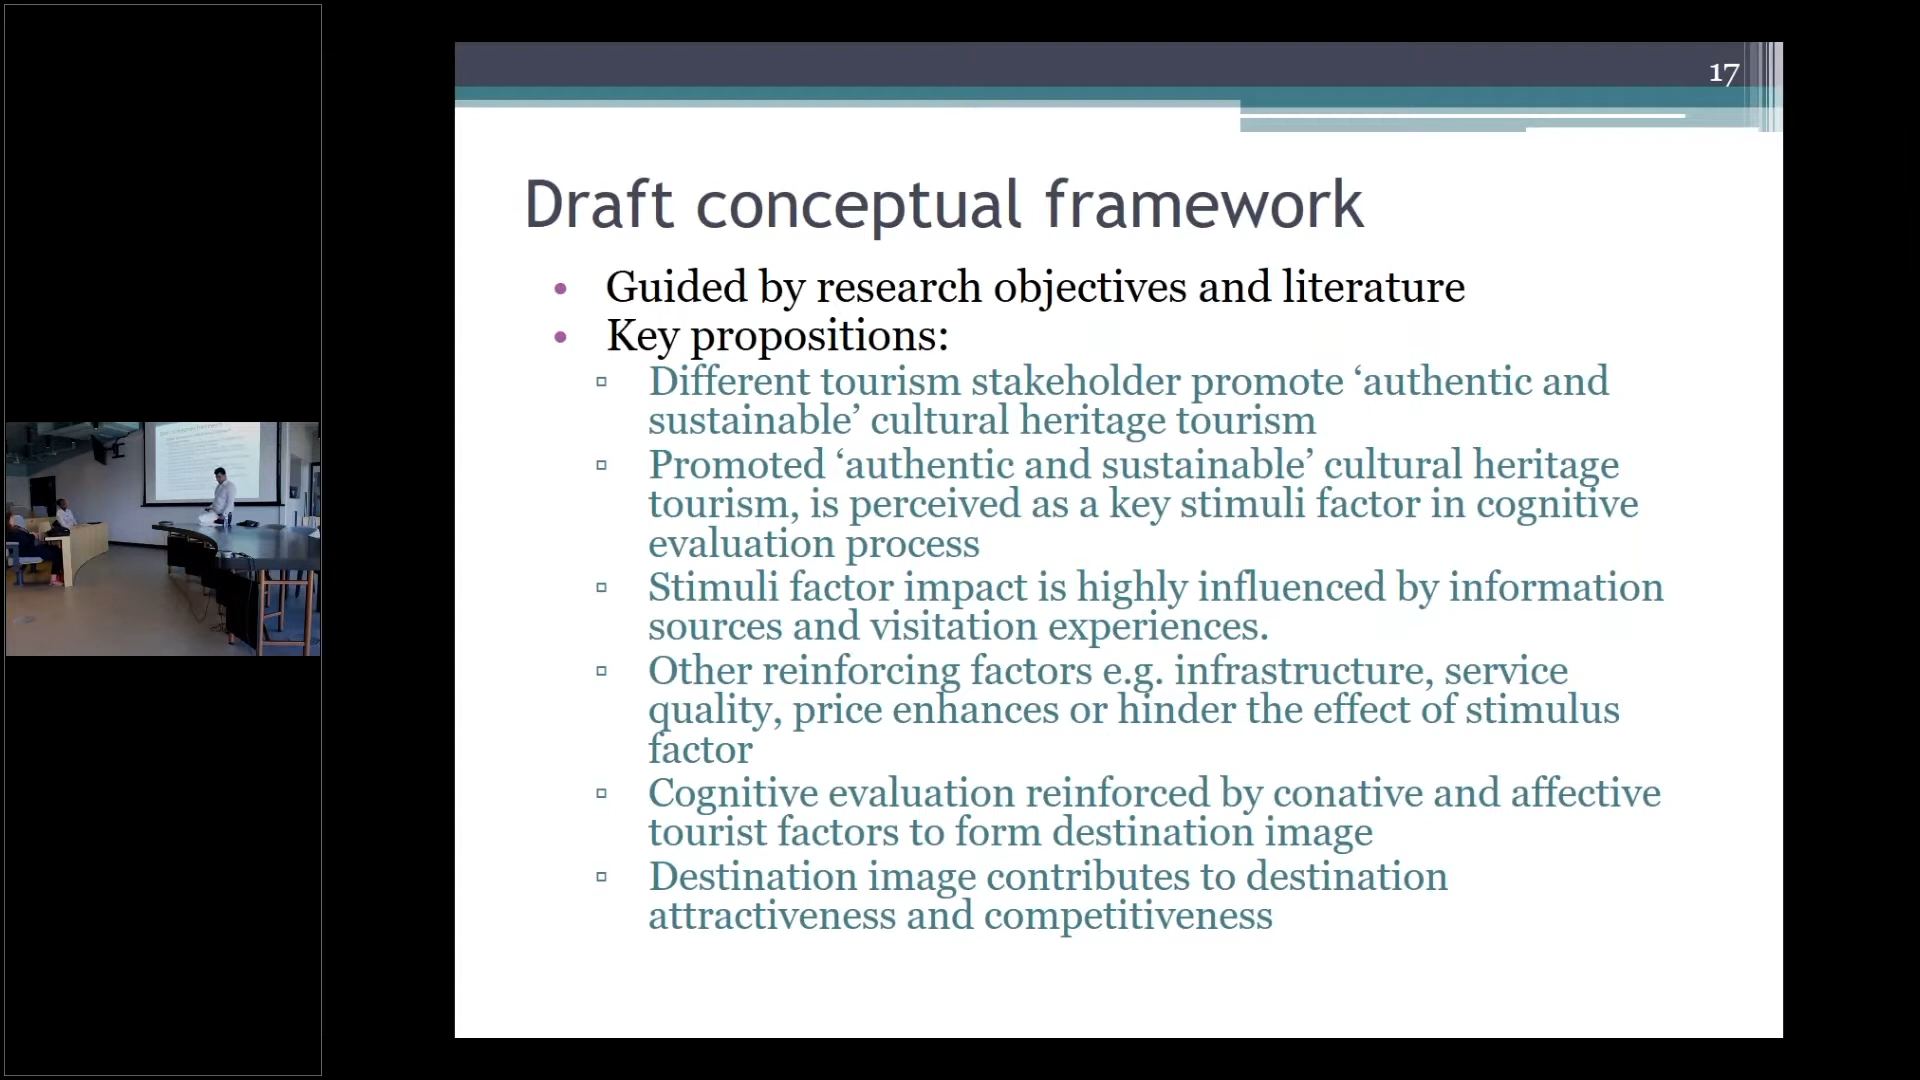 17
Draft conceptual framework
• Guided by research objectives and literature
• Key propositions:
▫ Different tourism stakeholder promote ‘authentic and
sustainable’ cultural heritage tourism
▫ Promoted ‘authentic and sustainable’ cultural heritage
tourism, is perceived as a key stimuli factor in cognitive
evaluation process
▫ Stimuli factor impact is highly influenced by information
sources and visitation experiences.
▫ Other reinforcing factors e.g. infrastructure, service
quality, price enhances or hinder the effect of stimulus
factor
▫ Cognitive evaluation reinforced by conative and affective
tourist factors to form destination image
▫ Destination image contributes to destination
attractiveness and competitiveness